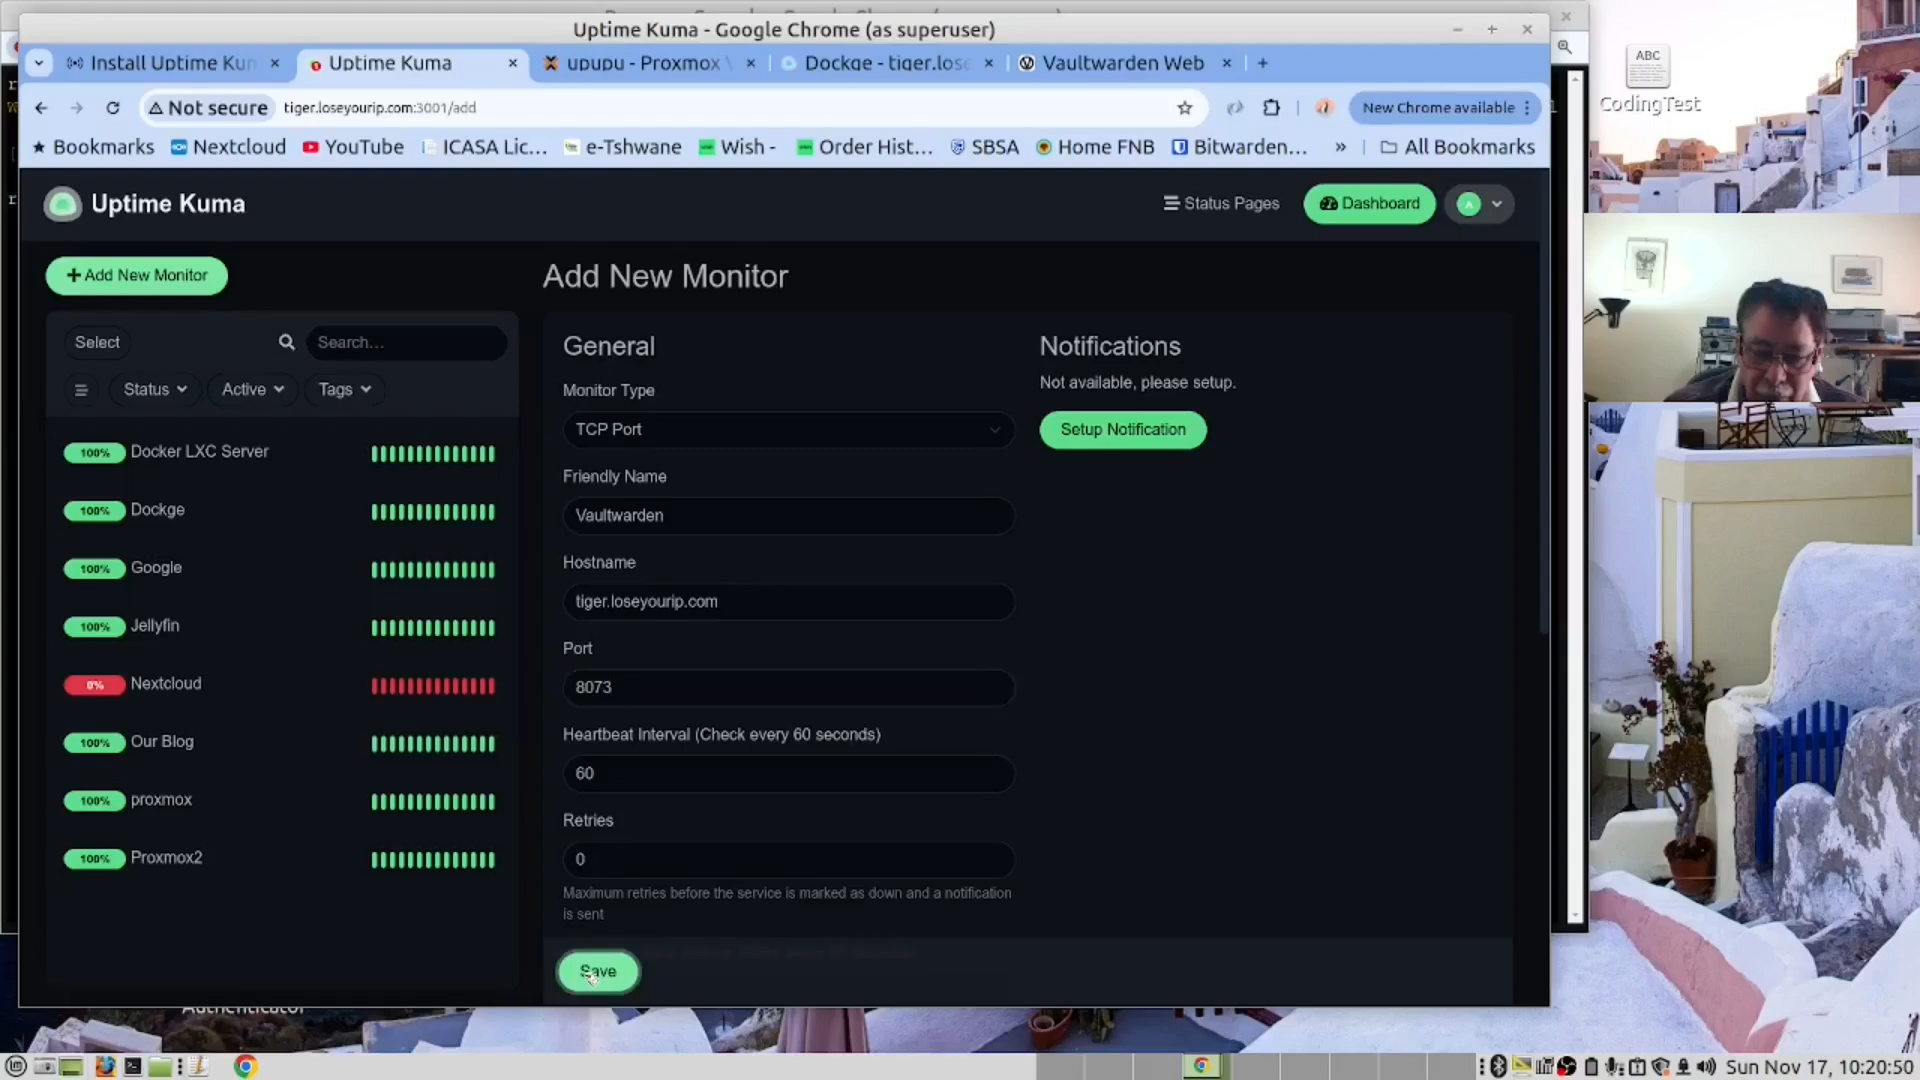 Uptime Kuma - Google Chrome (as superuser)
Install Uptime Kum
Uptime Kuma
upupu - Proxmox V
Dockge - tiger.lose
Vaultwarden Web
Not secure
tiger.loseyourip.com:3001/add
New Chrome available
Bookmarks
Nextcloud
YouTube
ICASA Lic...
e-Tshwane
Wish -
Order Hist...
SBSA
Home FNB
Bitwarden...
»
All Bookmarks
Uptime Kuma
Status Pages
Dashboard
A
+ Add New Monitor
Add New Monitor
Select
Search...
Status
Active
Tags
100% Docker LXC Server
100% Dockge
100% Google
100% Jellyfin
0% Nextcloud
100% Our Blog
100% proxmox
100% Proxmox2
General
Monitor Type
TCP Port
Friendly Name
Vaultwarden
Hostname
tiger.loseyourip.com
Port
8073
Heartbeat Interval (Check every 60 seconds)
60
Retries
0
Maximum retries before the service is marked as down and a notification
is sent
Save
Notifications
Not available, please setup.
Setup Notification
ABC
CodingTest
Authenticator
Sun Nov 17, 10:20:50